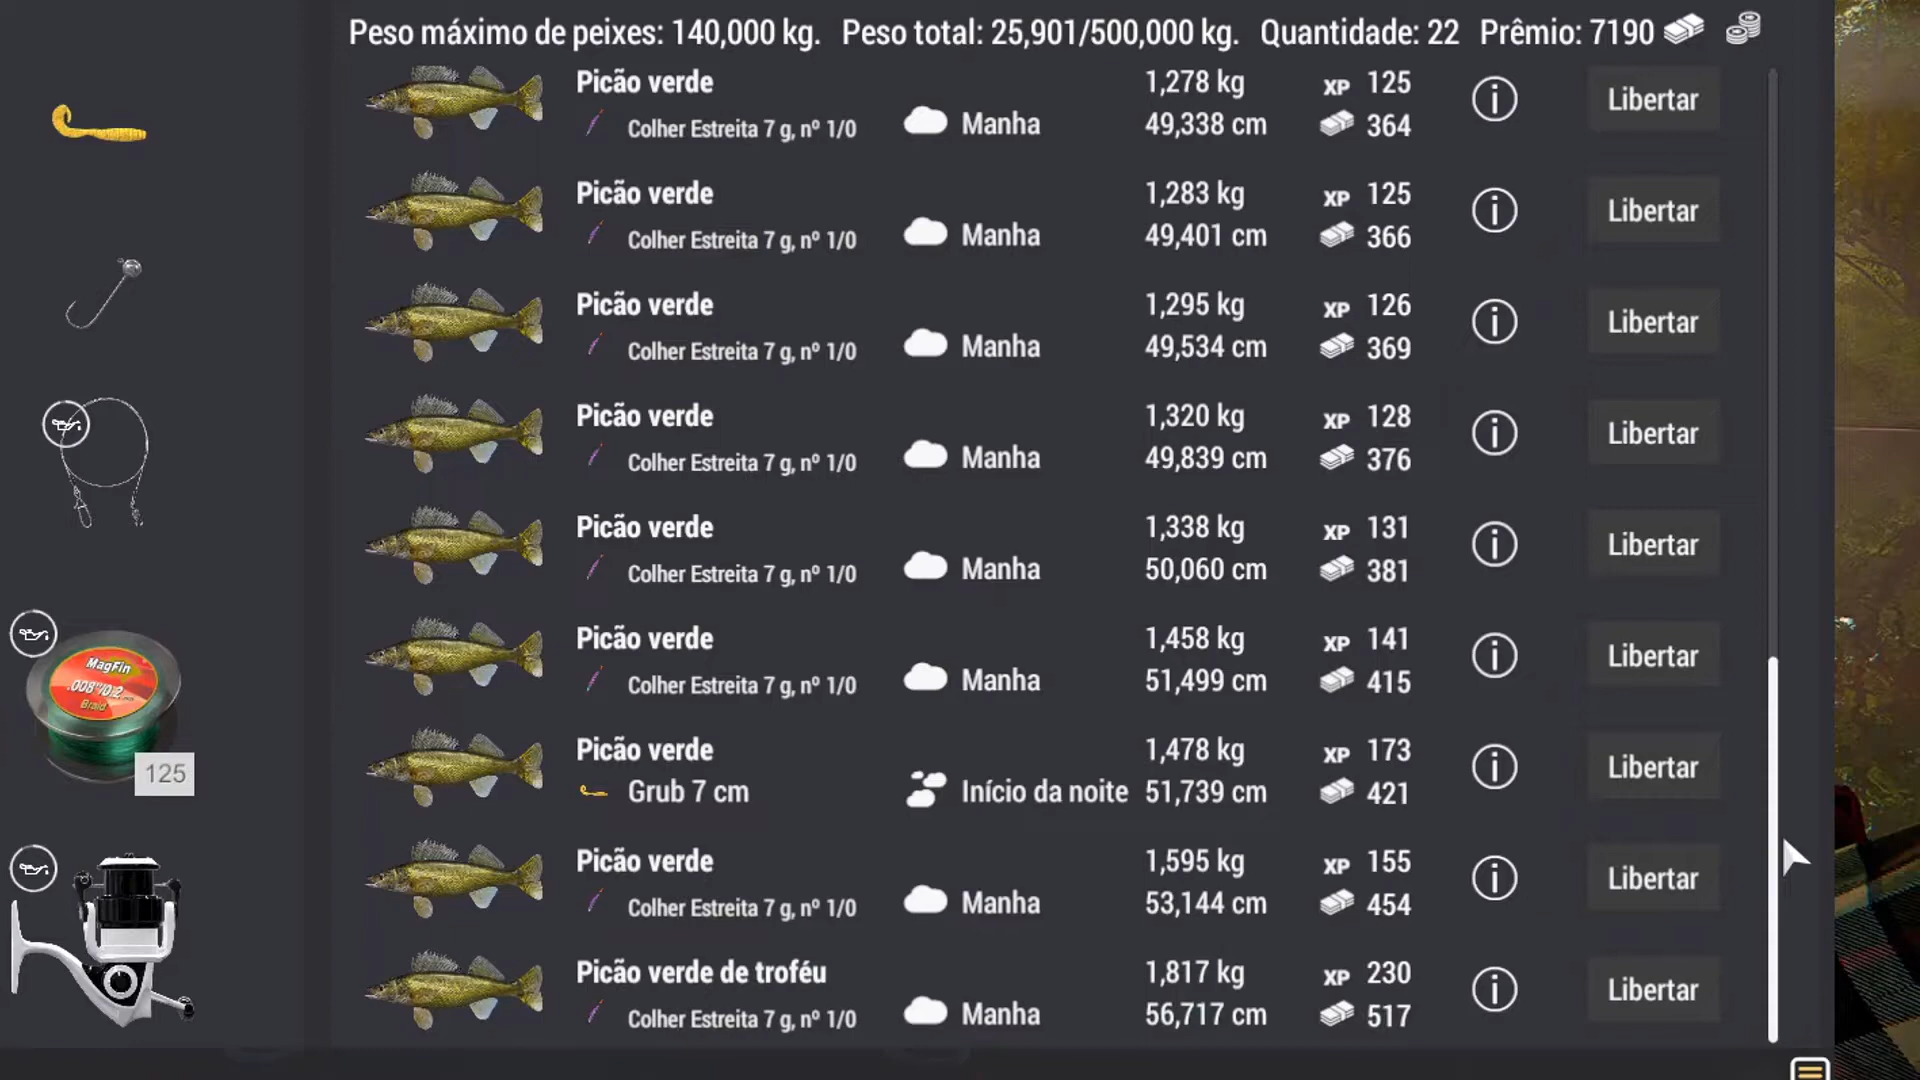 Peso máximo de peixes: 140,000 kg. Peso total: 25,901/500,000 kg. Quantidade: 22 Prêmio: 7190
Picão verde 1,278 kg XP 125 Libertar
Colher Estreita 7 g, nº 1/0 Manha 49,338 cm 364
Picão verde 1,283 kg XP 125 Libertar
Colher Estreita 7 g, nº 1/0 Manha 49,401 cm 366
Picão verde 1,295 kg XP 126 Libertar
Colher Estreita 7 g, nº 1/0 Manha 49,534 cm 369
Picão verde 1,320 kg XP 128 Libertar
Colher Estreita 7 g, nº 1/0 Manha 49,839 cm 376
Picão verde 1,338 kg XP 131 Libertar
Colher Estreita 7 g, nº 1/0 Manha 50,060 cm 381
Picão verde 1,458 kg XP 141 Libertar
Colher Estreita 7 g, nº 1/0 Manha 51,499 cm 415
Picão verde 1,478 kg XP 173 Libertar
Grub 7 cm Início da noite 51,739 cm 421
Picão verde 1,595 kg XP 155 Libertar
Colher Estreita 7 g, nº 1/0 Manha 53,144 cm 454
Picão verde de troféu 1,817 kg XP 230 Libertar
Colher Estreita 7 g, nº 1/0 Manha 56,717 cm 517
MagFin
.008"/0.2
Braid
125